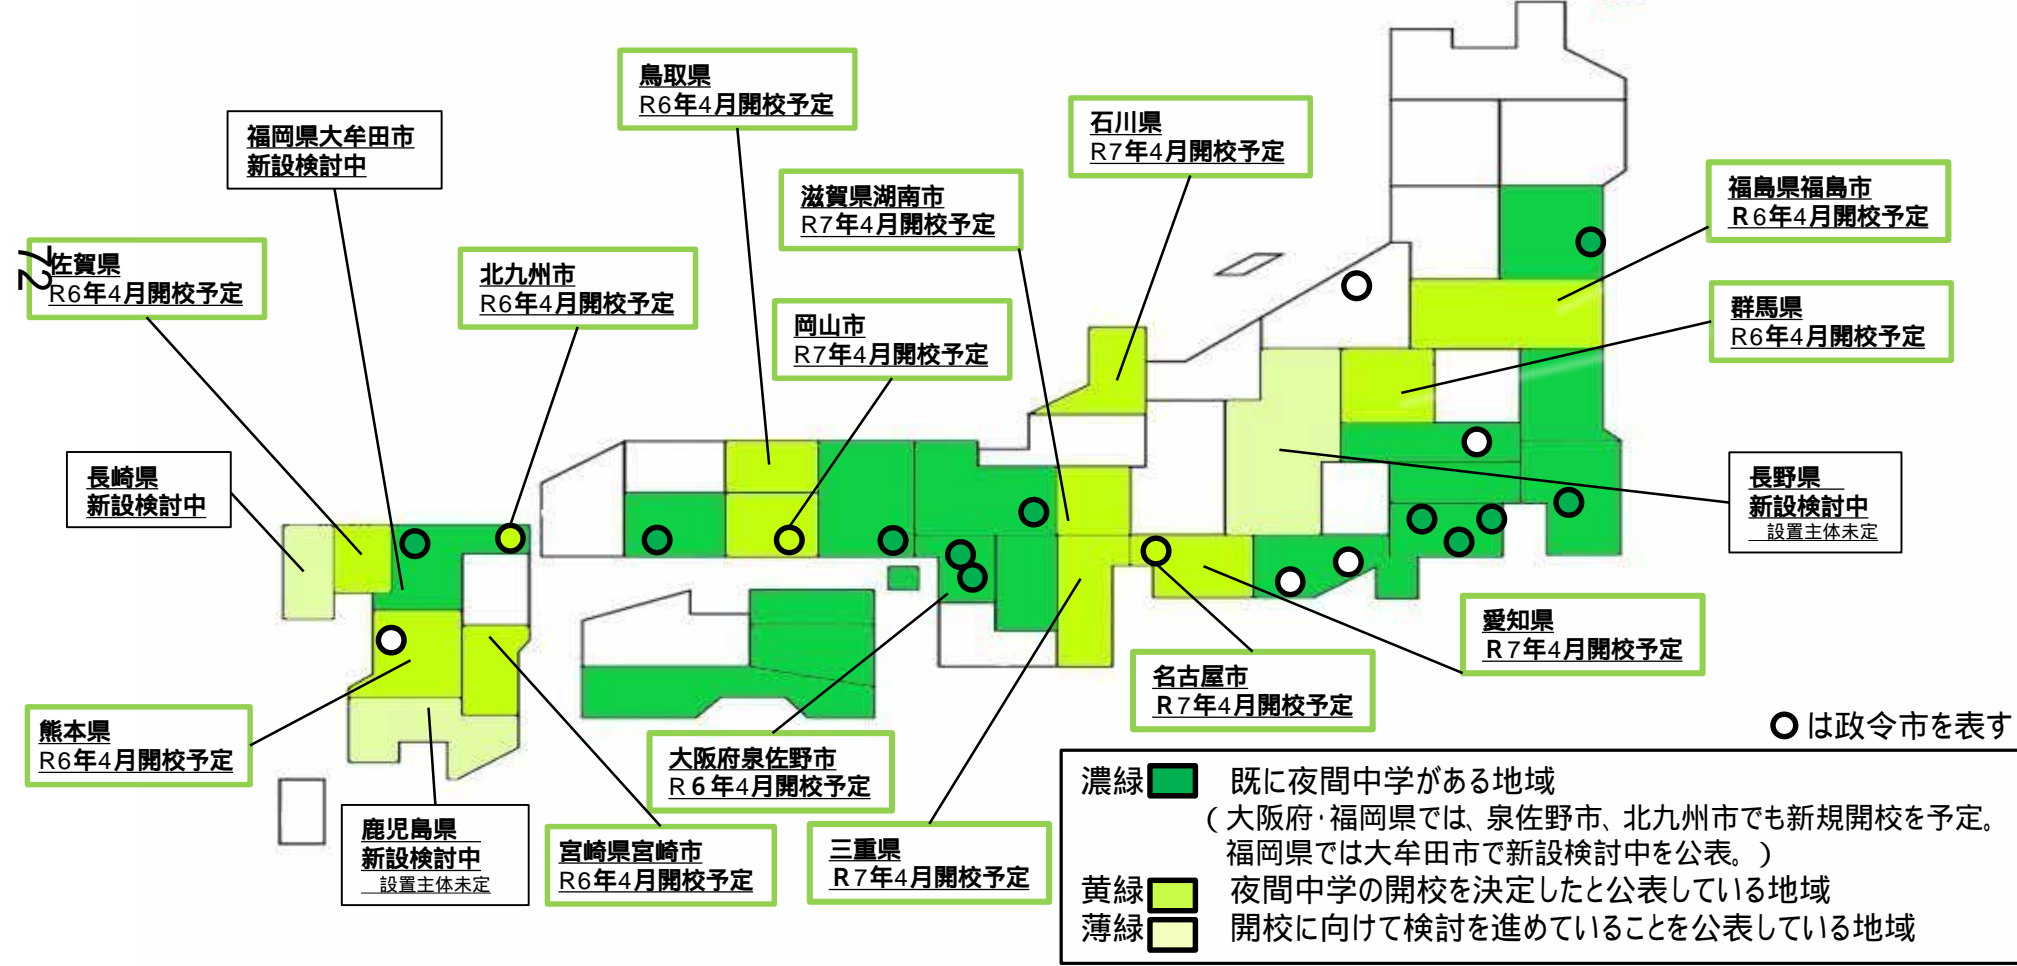 鳥取県
R6年4月開校予定
石川県
R7年4月開校予定
福岡県大牟田市
新設検討中
滋賀県湖南市
R7年4月開校予定
福島県福島市
R6年4月開校予定
72
佐賀県
R6年4月開校予定
北九州市
R6年4月開校予定
岡山市
R7年4月開校予定
群馬県
R6年4月開校予定
長崎県
新設検討中
長野県
新設検討中
設置主体未定
愛知県
R7年4月開校予定
名古屋市
R7年4月開校予定
熊本県
R6年4月開校予定
大阪府泉佐野市
R6年4月開校予定
鹿児島県
新設検討中
設置主体未定
宮崎県宮崎市
R6年4月開校予定
三重県
R7年4月開校予定
○は政令市を表す
濃緑 既に夜間中学がある地域
(大阪府・福岡県では、泉佐野市、北九州市でも新規開校を予定。
福岡県では大牟田市で新設検討中を公表。)
黄緑 夜間中学の開校を決定したと公表している地域
薄緑 開校に向けて検討を進めていることを公表している地域